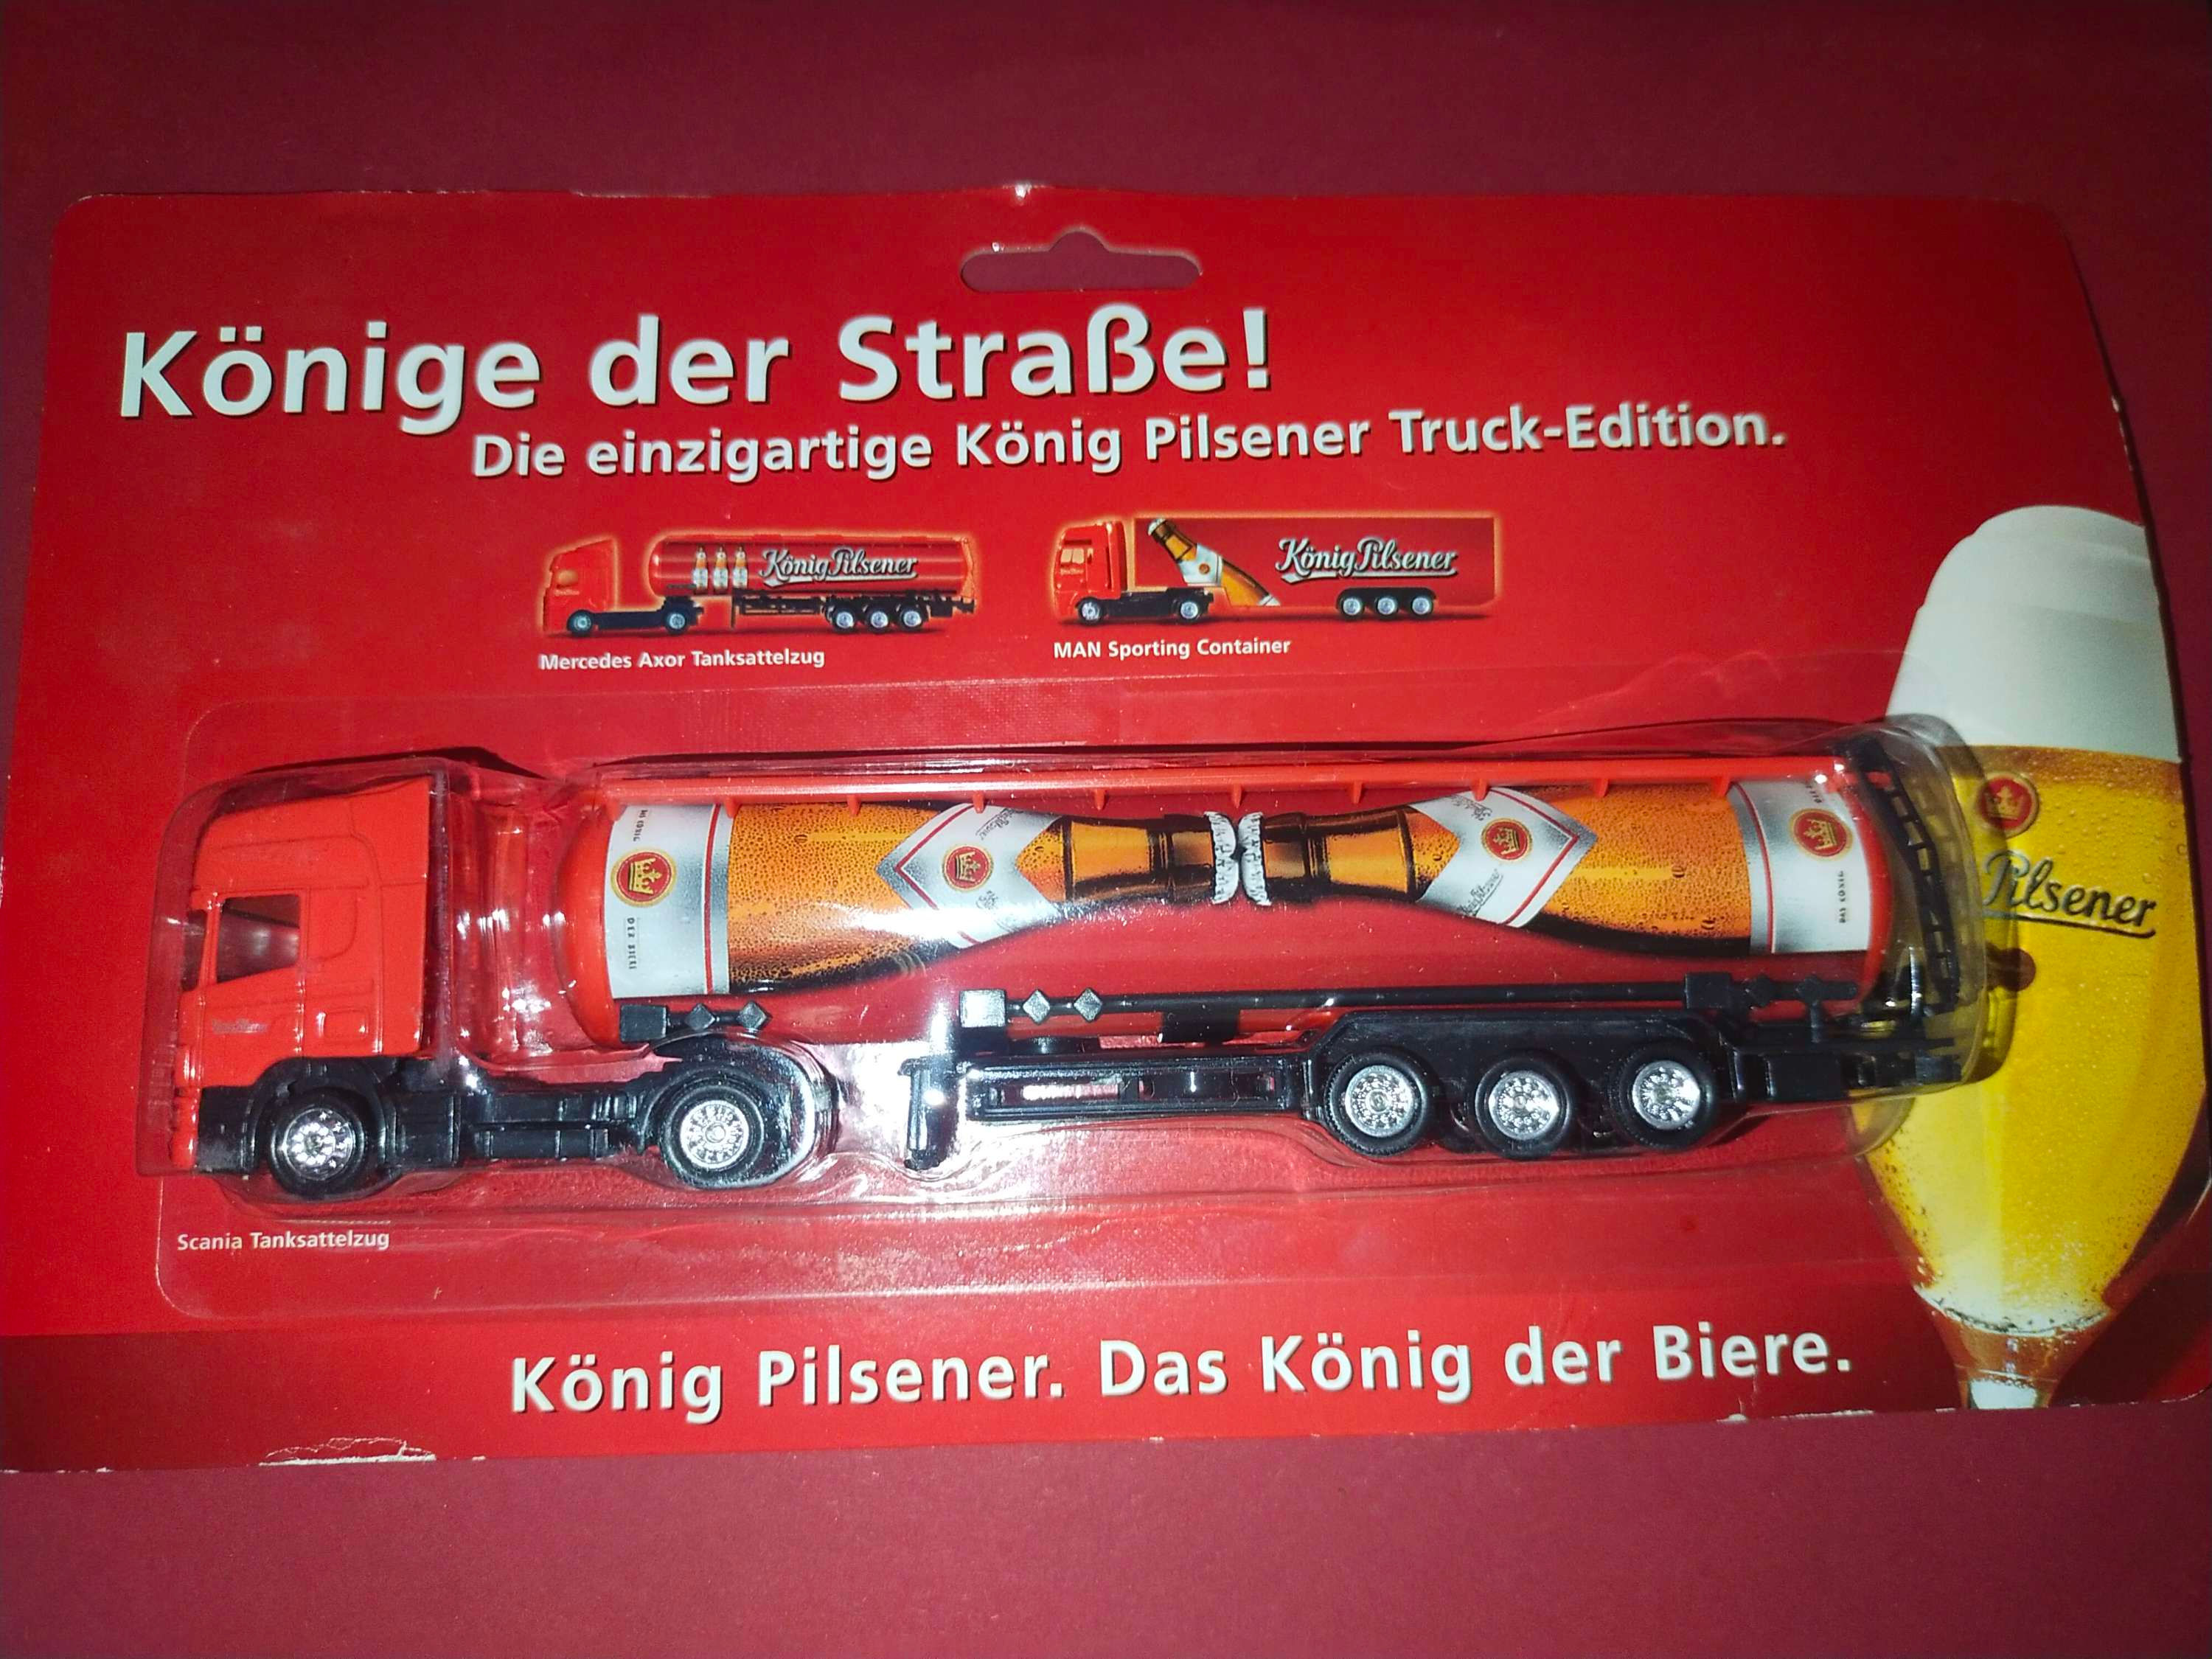 Könige der Straße!
Die einzigartige König Pilsener Truck-Edition.
König Pilsener
König Pilsener
Mercedes Axor Tanksattelzug
MAN Sporting Container
Pilsener
Scania Tanksattelzug
König Pilsener. Das König der Biere.